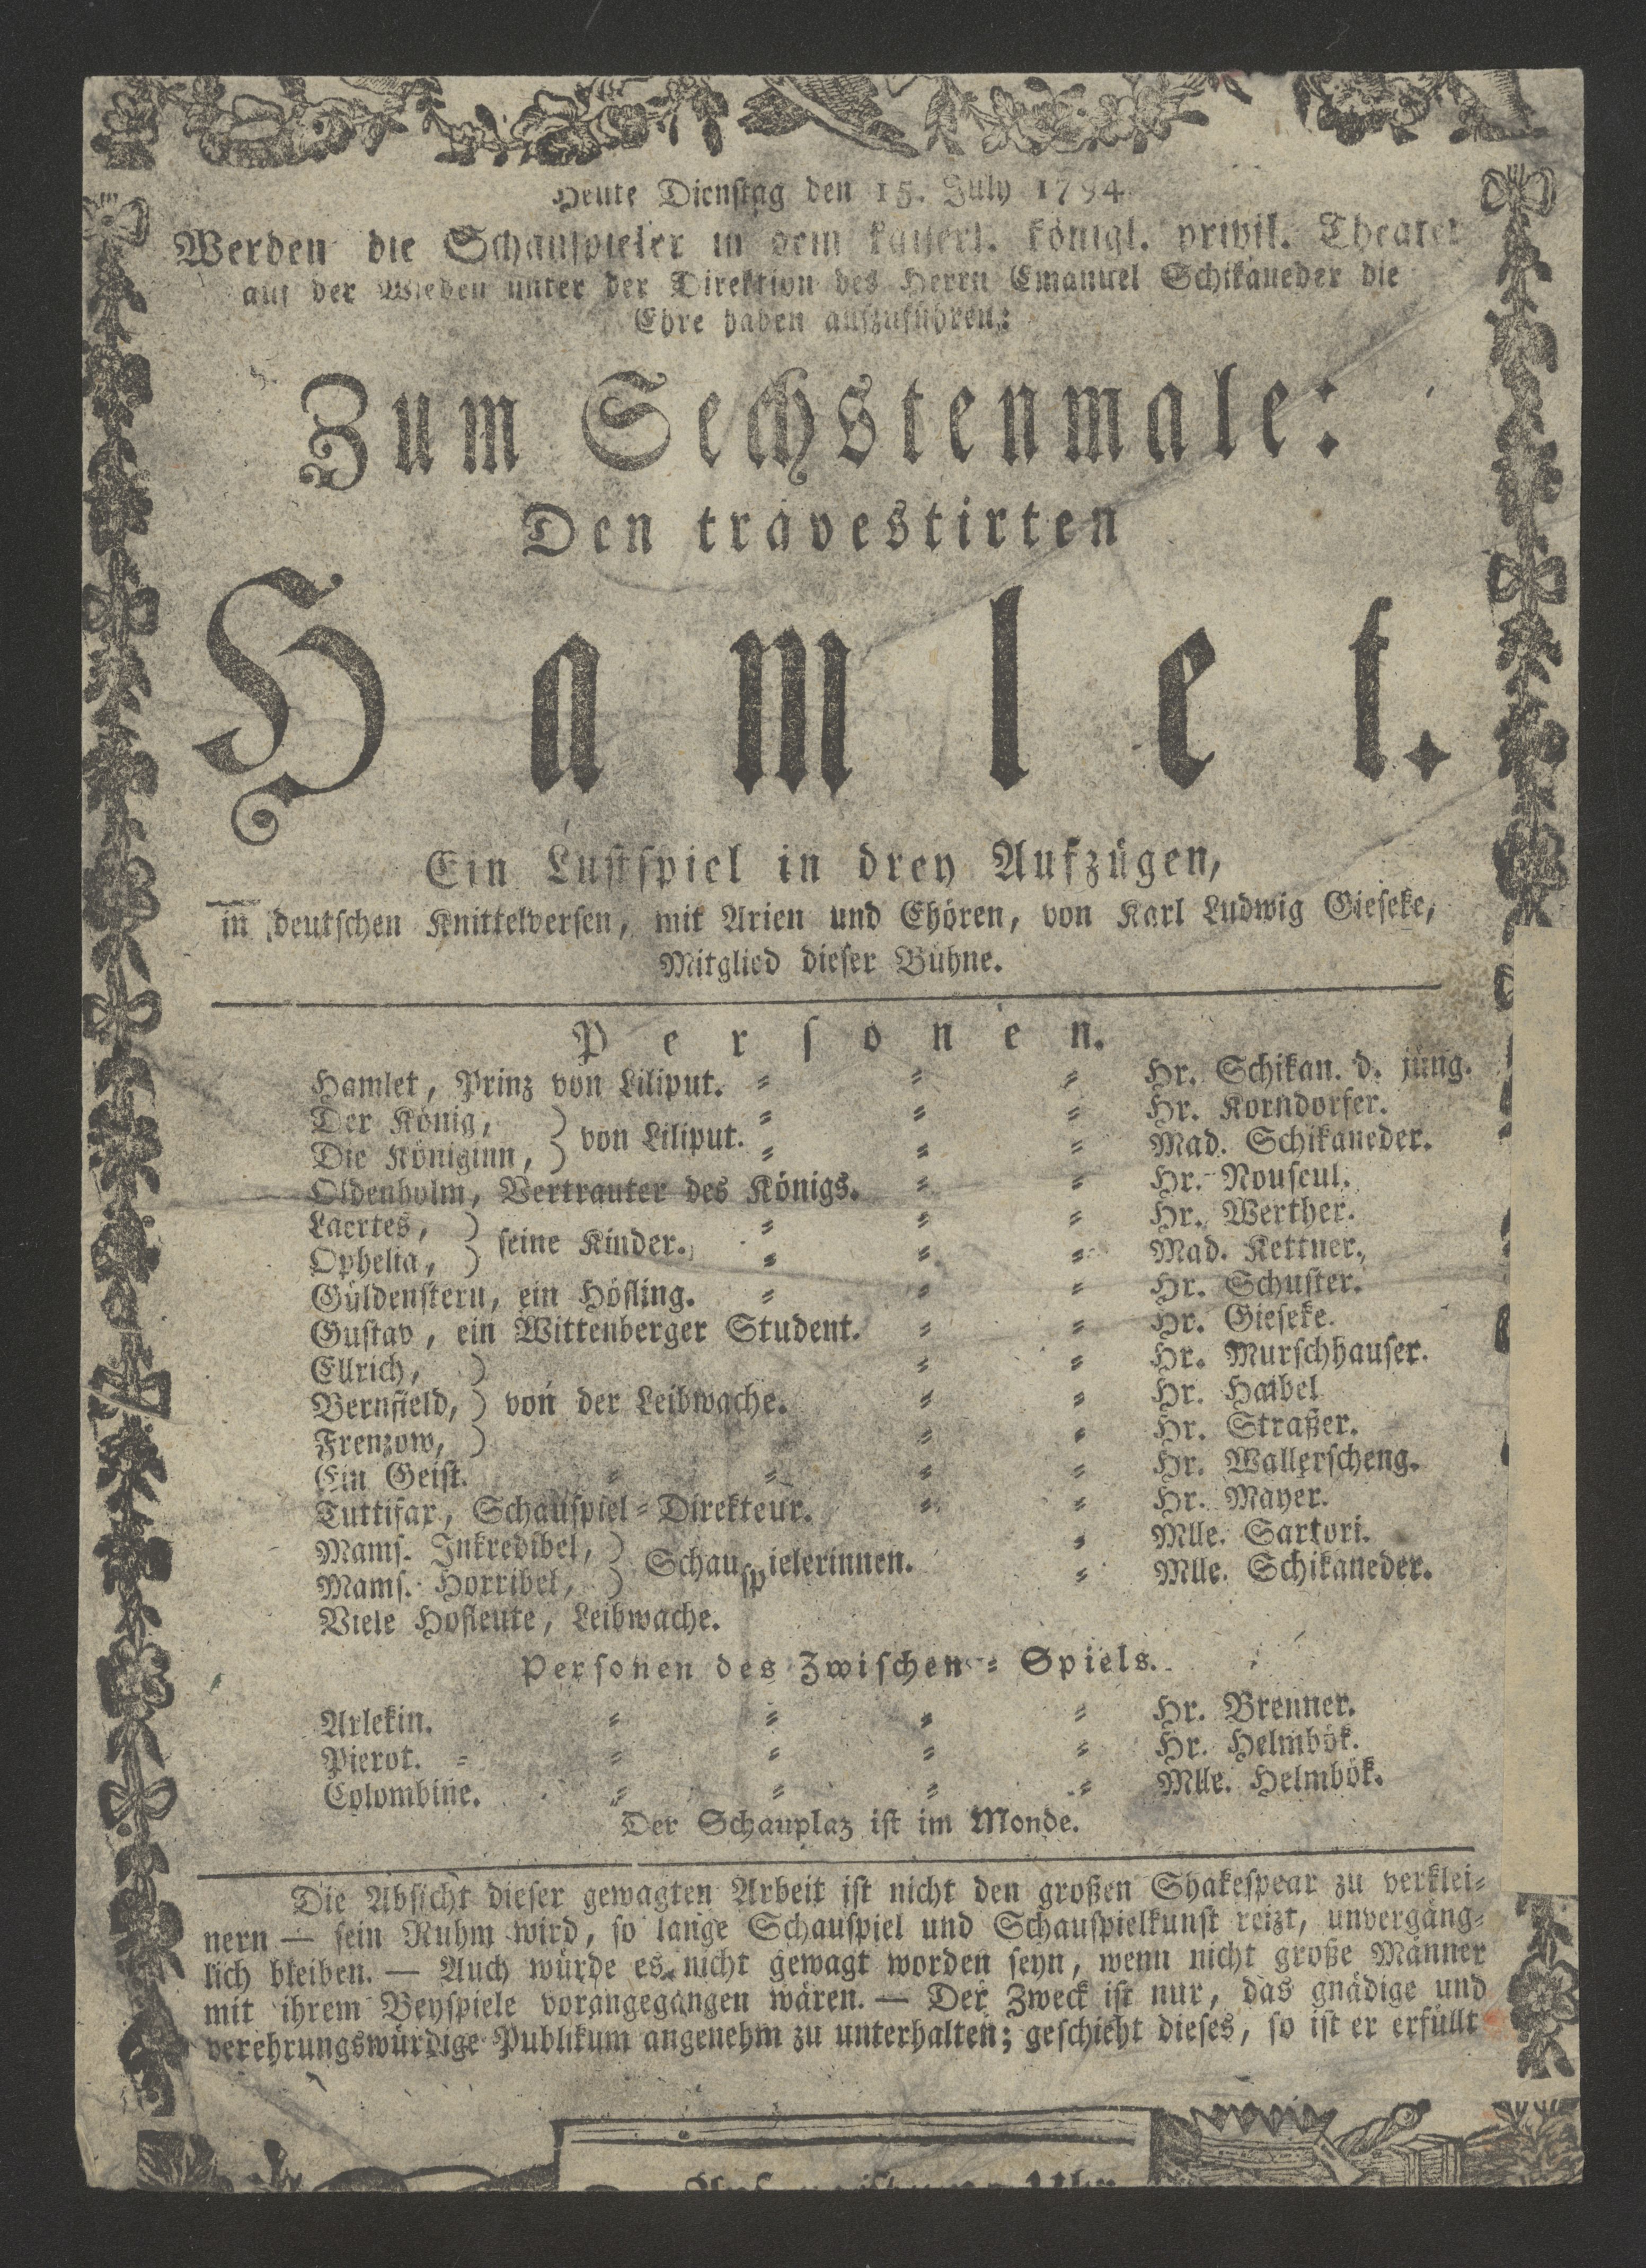 Heute Dienstag den 15. July 1794
Werden die Schauspieler in dem kaiserl. königl. privil. Theater
auf der Wieden unter der Direktion des Herrn Emanuel Schikaneder die
Ehre haben aufzuführen:
Zum Sechstenmale:
Den travestirten
Hamlet.
Ein Lustspiel in drey Aufzügen,
in deutschen Knittelversen, mit Arien und Chören, von Karl Ludwig Gieseke,
Mitglied dieser Bühne.
Personen.
Hamlet, Prinz von Liliput. = = = Hr. Schikan. d. jüng.
Der König, } von Liliput. = = = Hr. Korndorfer.
Die Königinn, } = = = Mad. Schikaneder.
Oldenholm, Vertrauter des Königs. = = Hr. Nouseul.
Laertes, ) seine Kinder. = = = Hr. Werther.
Ophelia, ) = = = Mad. Kettner.
Güldenstern, ein Höfling. = = = Hr. Schuster.
Gustav, ein Wittenberger Student. = = Hr. Gieseke.
Ellrich, ) = = Hr. Murschhauser.
Bernfield, ) von der Leibwache. = = Hr. Haibel
Frenzow, ) = = Hr. Straßer.
Ein Geist. = = = = Hr. Wallerscheng.
Tuttifax, Schauspiel=Direkteur. = = Hr. Mayer.
Mams. Inkredibel, ) Schauspielerinnen. = Mlle. Sartori.
Mams. Horribel, ) = Mlle. Schikaneder.
Viele Hofleute, Leibwache.
Personen des Zwischen=Spiels.
Arlekin. = = = = Hr. Brenner.
Pierot. = = = = = Hr. Helmbök.
Colombine. = = = = Mlle. Helmbök.
Der Schauplaz ist im Monde.
Die Absicht dieser gewagten Arbeit ist nicht den großen Shakespear zu verklei=
nern — sein Ruhm wird, so lange Schauspiel und Schauspielkunst reizt, unvergäng=
lich bleiben. — Auch würde es nicht gewagt worden seyn, wenn nicht große Männer
mit ihrem Beyspiele vorangegangen wären. — Der Zweck ist nur, das gnädige und
verehrungswürdige Publikum angenehm zu unterhalten; geschieht dieses, so ist er erfüllt